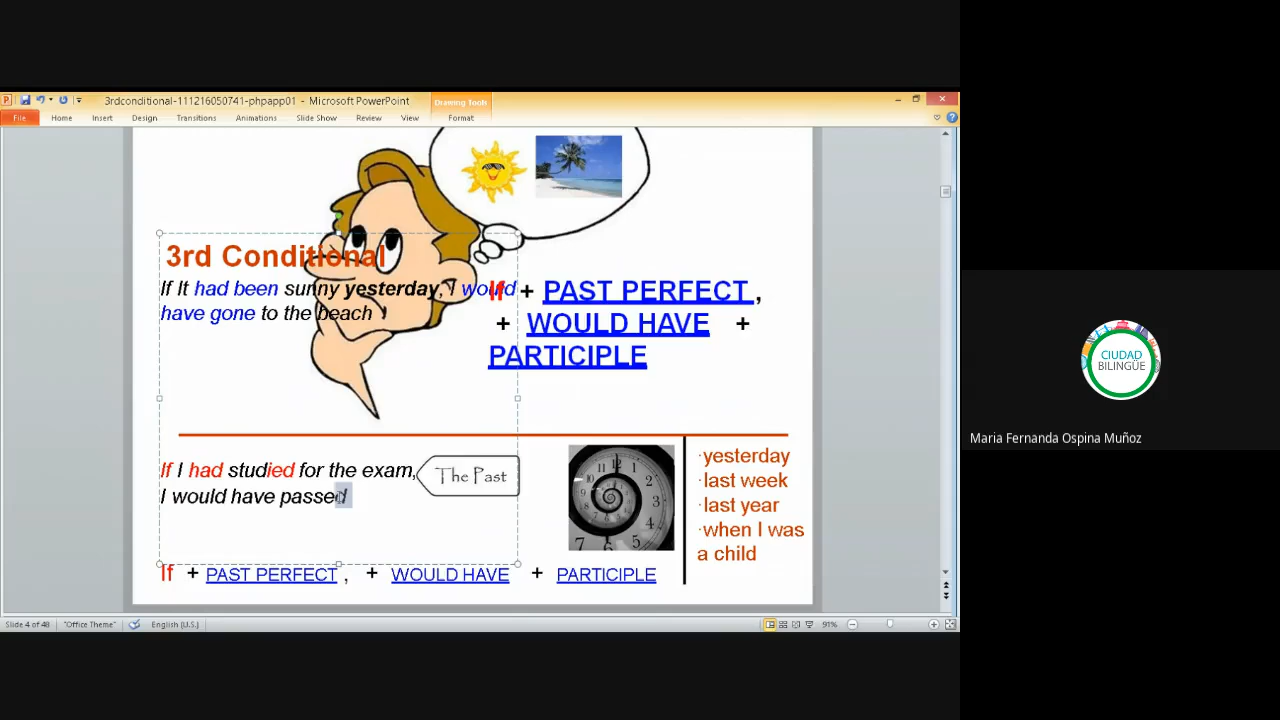 3rdconditional-111216050741-phpapp01 - Microsoft PowerPoint
Drawing Tools
File Home Insert Design Transitions Animations Slide Show Review View Format
3rd Conditional
If It had been sunny yesterday, I would
have gone to the beach
If + PAST PERFECT ,
+ WOULD HAVE +
PARTICIPLE
If I had studied for the exam,
I would have passed
The Past
·yesterday
·last week
·last year
·when I was
a child
If + PAST PERFECT , + WOULD HAVE + PARTICIPLE
Slide 4 of 48 "Office Theme" English (U.S.) 91%
CIUDAD
BILINGÜE
Maria Fernanda Ospina Muñoz